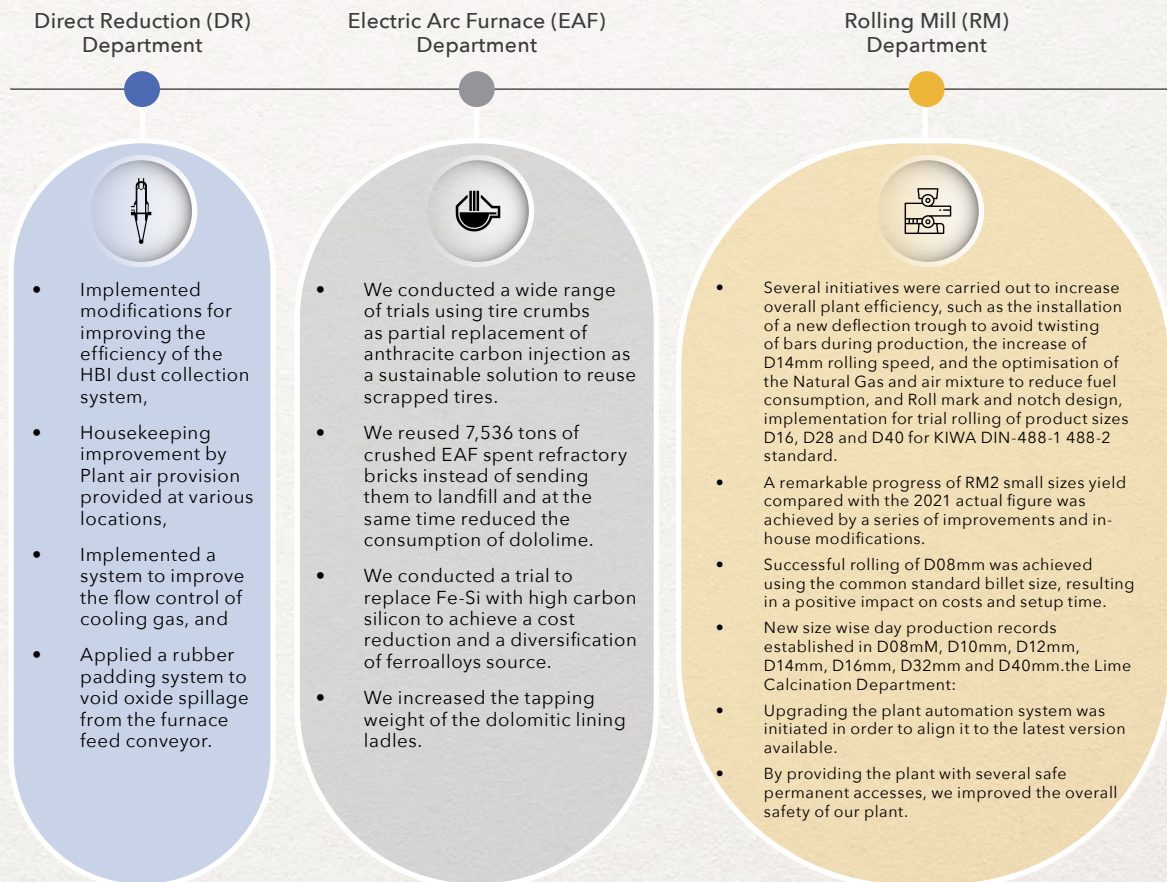 Direct Reduction (DR)
Department
Electric Arc Furnace (EAF)
Department
Rolling Mill (RM)
Department
• Implemented
modifications for
improving the
efficiency of the
HBI dust collection
system,
• Housekeeping
improvement by
Plant air provision
provided at various
locations,
• Implemented a
system to improve
the flow control of
cooling gas, and
• Applied a rubber
padding system to
void oxide spillage
from the furnace
feed conveyor.
• We conducted a wide range
of trials using tire crumbs
as partial replacement of
anthracite carbon injection as
a sustainable solution to reuse
scrapped tires.
• We reused 7,536 tons of
crushed EAF spent refractory
bricks instead of sending
them to landfill and at the
same time reduced the
consumption of dololime.
• We conducted a trial to
replace Fe-Si with high carbon
silicon to achieve a cost
reduction and a diversification
of ferroalloys source.
• We increased the tapping
weight of the dolomitic lining
ladles.
• Several initiatives were carried out to increase
overall plant efficiency, such as the installation
of a new deflection trough to avoid twisting
of bars during production, the increase of
D14mm rolling speed, and the optimisation of
the Natural Gas and air mixture to reduce fuel
consumption, and Roll mark and notch design,
implementation for trial rolling of product sizes
D16, D28 and D40 for KIWA DIN-488-1 488-2
standard.
• A remarkable progress of RM2 small sizes yield
compared with the 2021 actual figure was
achieved by a series of improvements and in-
house modifications.
• Successful rolling of D08mm was achieved
using the common standard billet size, resulting
in a positive impact on costs and setup time.
• New size wise day production records
established in D08mM, D10mm, D12mm,
D14mm, D16mm, D32mm and D40mm.the Lime
Calcination Department:
• Upgrading the plant automation system was
initiated in order to align it to the latest version
available.
• By providing the plant with several safe
permanent accesses, we improved the overall
safety of our plant.